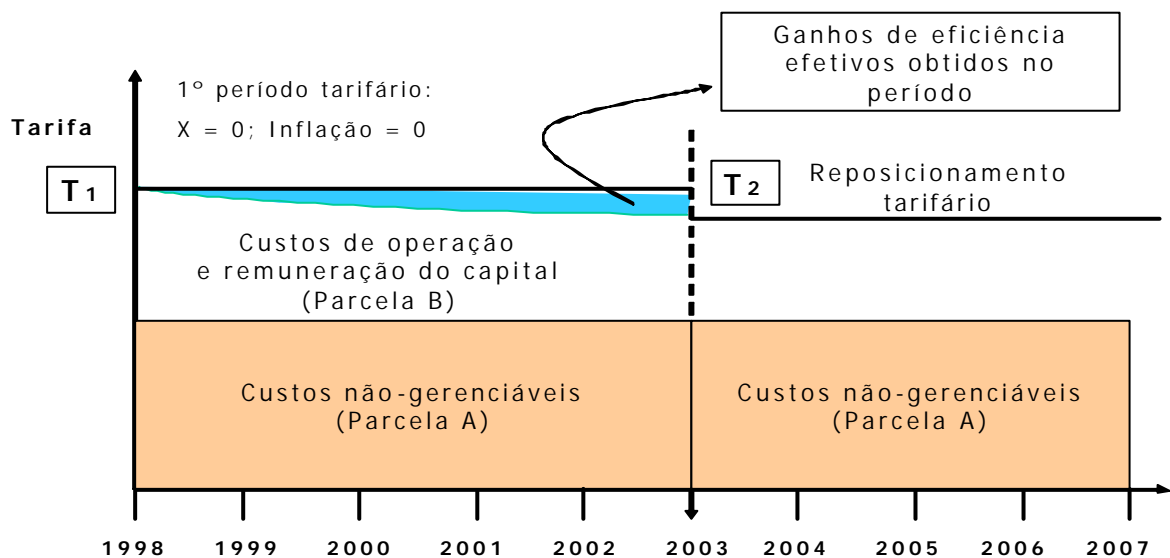 Ganhos de eficiência
efetivos obtidos no
período
1º período tarifário:
X = 0; Inflação = 0
Tarifa
T1
T2
Reposicionamento
tarifário
Custos de operação
e remuneração do capital
(Parcela B)
Custos não-gerenciáveis
(Parcela A)
Custos não-gerenciáveis
(Parcela A)
1998 1999 2000 2001 2002 2003 2004 2005 2006 2007